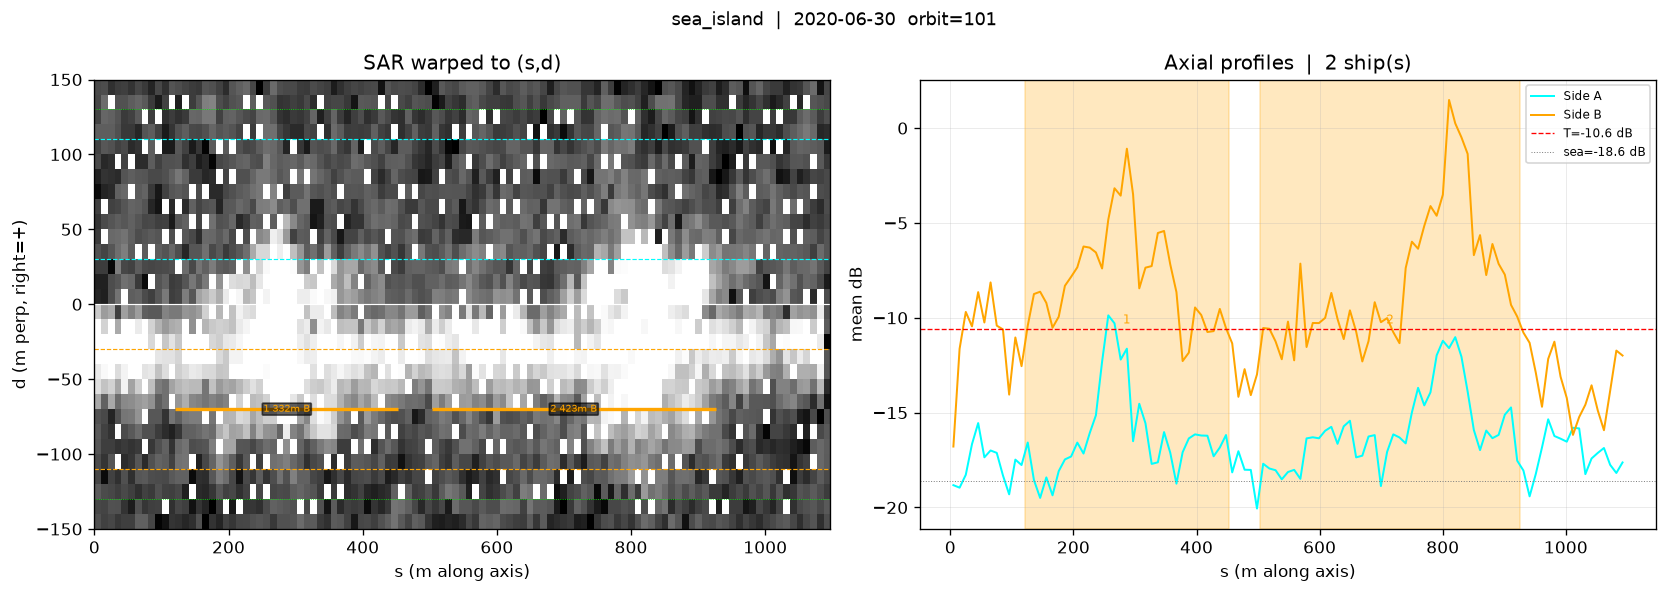 sea_island | 2020-06-30 orbit=101
SAR warped to (s,d)
150
100
50
0
−50
−100
−150
d (m perp, right=+)
1 332m B
2 423m B
0
200
400
600
800
1000
s (m along axis)
Axial profiles | 2 ship(s)
0
−5
−10
−15
−20
mean dB
1
2
Side A
Side B
T=-10.6 dB
sea=-18.6 dB
0
200
400
600
800
1000
s (m along axis)